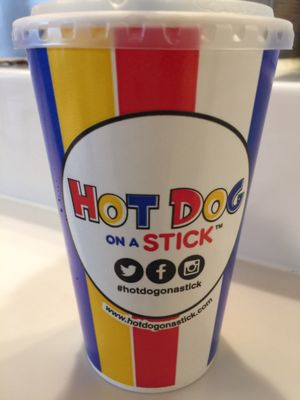 HOT DOG
ON A STICK™
#hotdogonastick
www.hotdogonastick.com